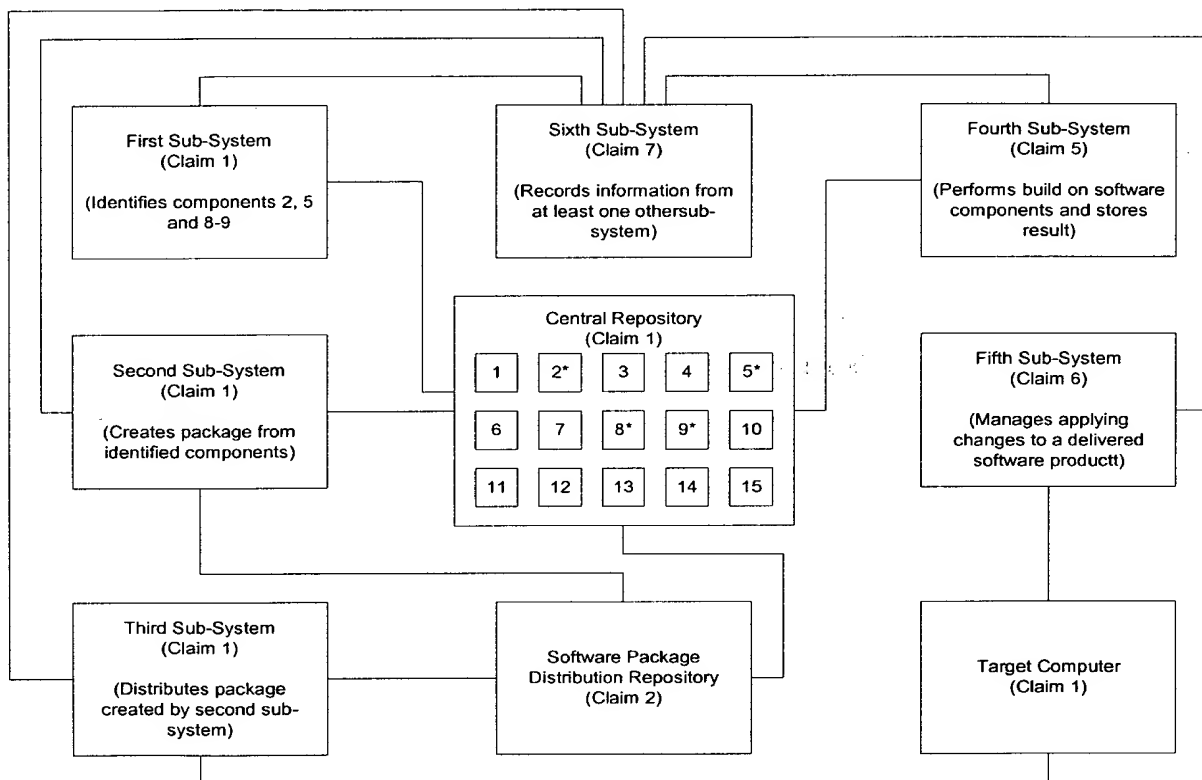 First Sub-System
(Claim 1)
(Identifies components 2, 5
and 8-9
Sixth Sub-System
(Claim 7)
(Records information from
at least one othersub-
system)
Fourth Sub-System
(Claim 5)
(Performs build on software
components and stores
result)
Second Sub-System
(Claim 1)
(Creates package from
identified components)
Central Repository
(Claim 1)
1 2* 3 4 5*
6 7 8* 9* 10
11 12 13 14 15
Fifth Sub-System
(Claim 6)
(Manages applying
changes to a delivered
software productt)
Third Sub-System
(Claim 1)
(Distributes package
created by second sub-
system)
Software Package
Distribution Repository
(Claim 2)
Target Computer
(Claim 1)